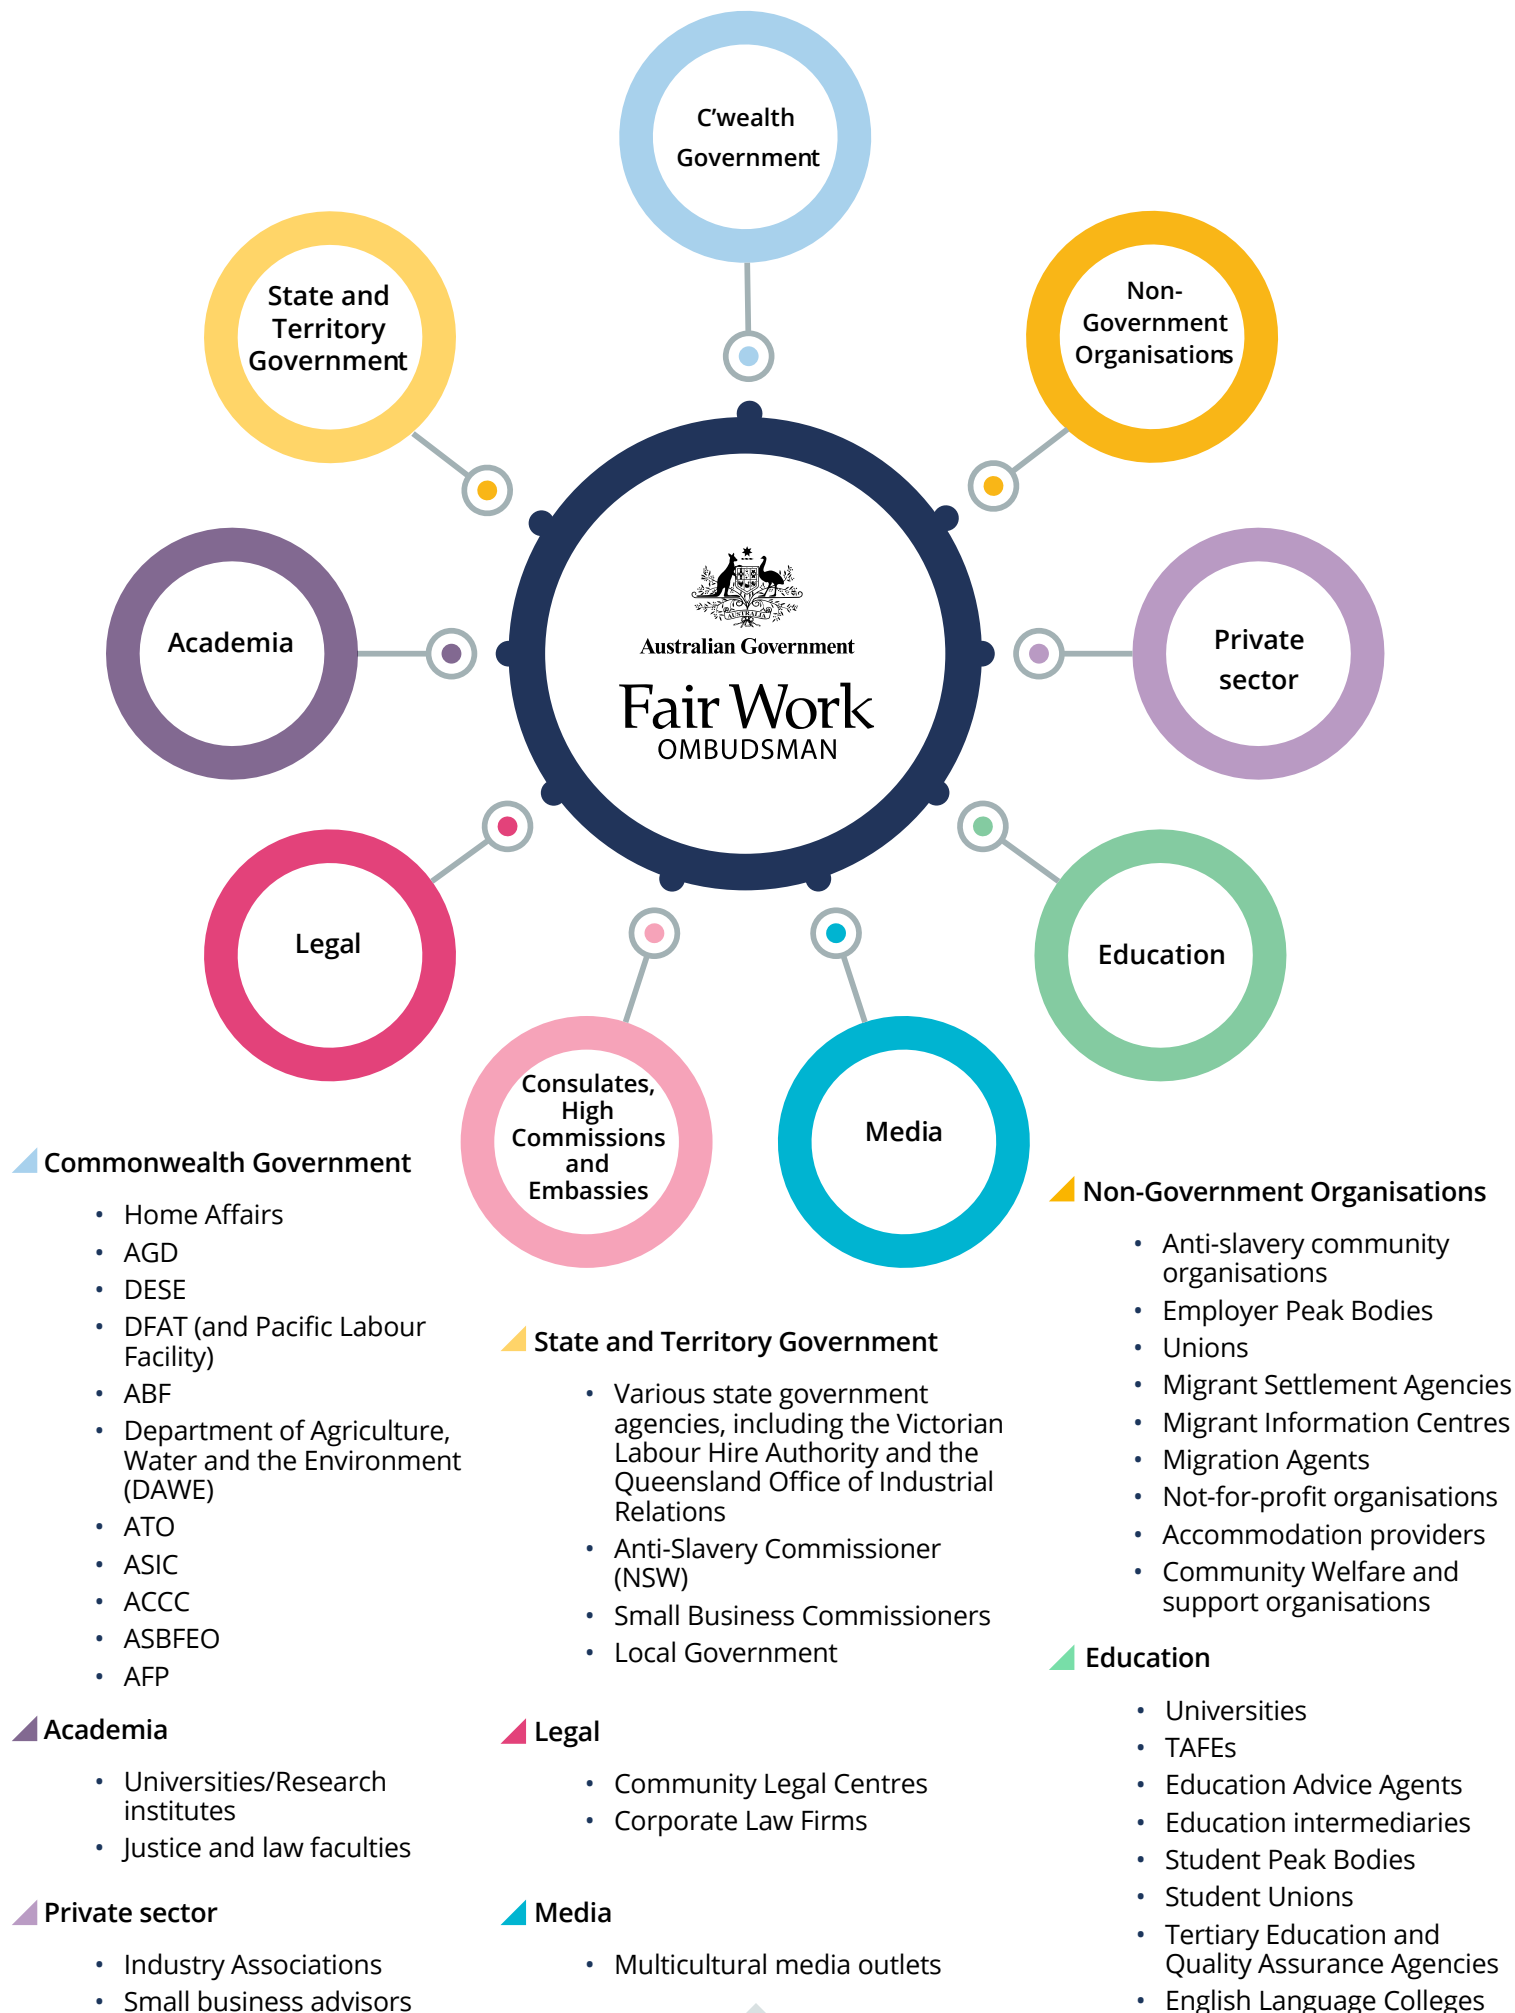 C'wealth
Government
State and
Territory
Government
Non-
Government
Organisations
AUSTRALIA
Australian Government
Fair Work
OMBUDSMAN
Academia
Private
sector
Legal
Education
Consulates,
High
Commissions
and
Embassies
Media
Commonwealth Government
• Home Affairs
• AGD
• DESE
• DFAT (and Pacific Labour
Facility)
• ABF
• Department of Agriculture,
Water and the Environment
(DAWE)
• ATO
• ASIC
• ACCC
• ASBFEO
• AFP
Academia
• Universities/Research
institutes
• Justice and law faculties
Private sector
• Industry Associations
• Small business advisors
State and Territory Government
• Various state government
agencies, including the Victorian
Labour Hire Authority and the
Queensland Office of Industrial
Relations
• Anti-Slavery Commissioner
(NSW)
• Small Business Commissioners
• Local Government
Legal
• Community Legal Centres
• Corporate Law Firms
Media
• Multicultural media outlets
Non-Government Organisations
• Anti-slavery community
organisations
• Employer Peak Bodies
• Unions
• Migrant Settlement Agencies
• Migrant Information Centres
• Migration Agents
• Not-for-profit organisations
• Accommodation providers
• Community Welfare and
support organisations
Education
• Universities
• TAFEs
• Education Advice Agents
• Education intermediaries
• Student Peak Bodies
• Student Unions
• Tertiary Education and
Quality Assurance Agencies
• English Language Colleges